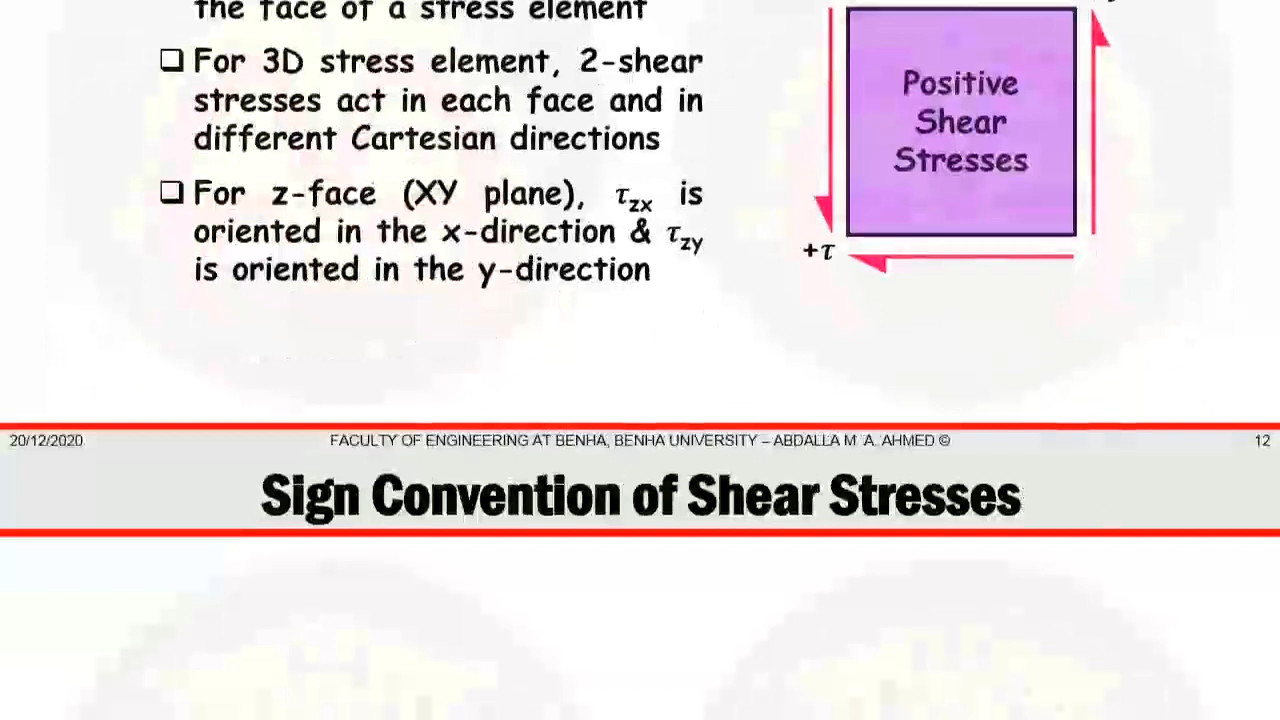 the face of a stress element
❑ For 3D stress element, 2-shear
stresses act in each face and in
different Cartesian directions
❑ For z-face (XY plane), τzx is
oriented in the x-direction & τzy
is oriented in the y-direction
Positive
Shear
Stresses
+τ
20/12/2020
FACULTY OF ENGINEERING AT BENHA, BENHA UNIVERSITY – ABDALLA M. A. AHMED ©
12
Sign Convention of Shear Stresses